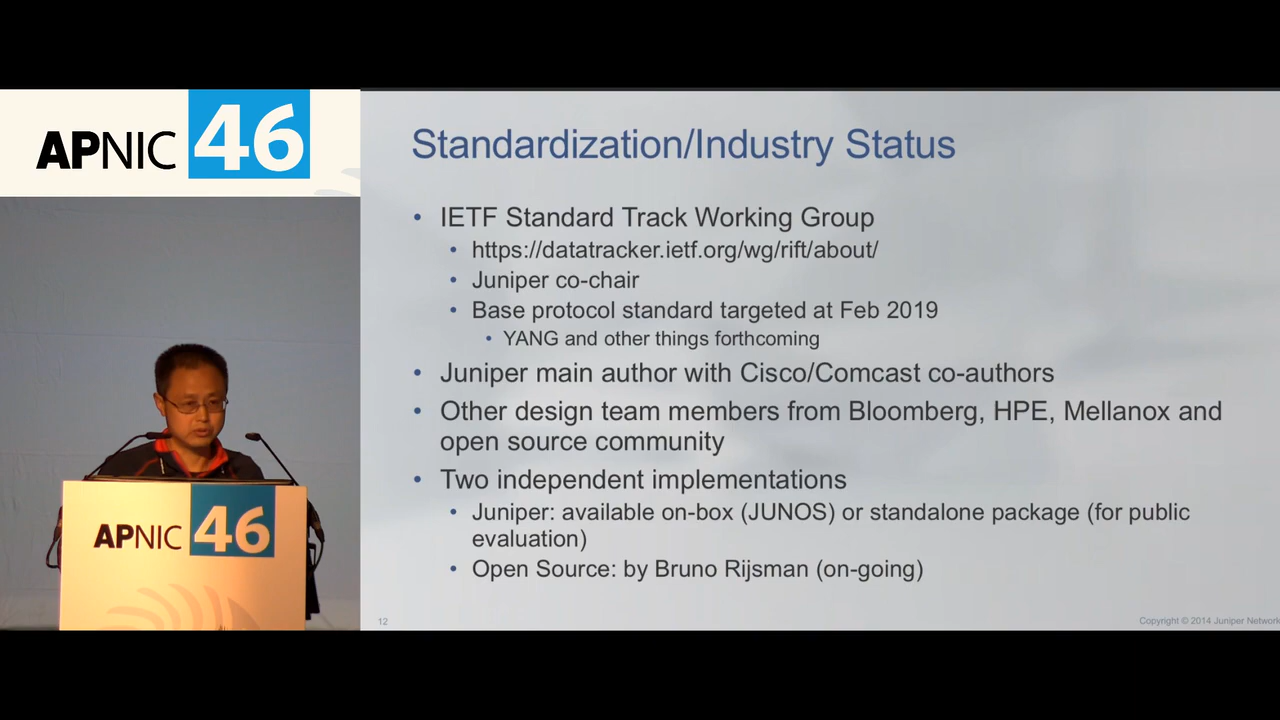 APNIC 46
Standardization/Industry Status
• IETF Standard Track Working Group
• https://datatracker.ietf.org/wg/rift/about/
• Juniper co-chair
• Base protocol standard targeted at Feb 2019
• YANG and other things forthcoming
• Juniper main author with Cisco/Comcast co-authors
• Other design team members from Bloomberg, HPE, Mellanox and
open source community
• Two independent implementations
• Juniper: available on-box (JUNOS) or standalone package (for public
evaluation)
• Open Source: by Bruno Rijsman (on-going)
12
Copyright © 2014 Juniper Network
APNIC 46